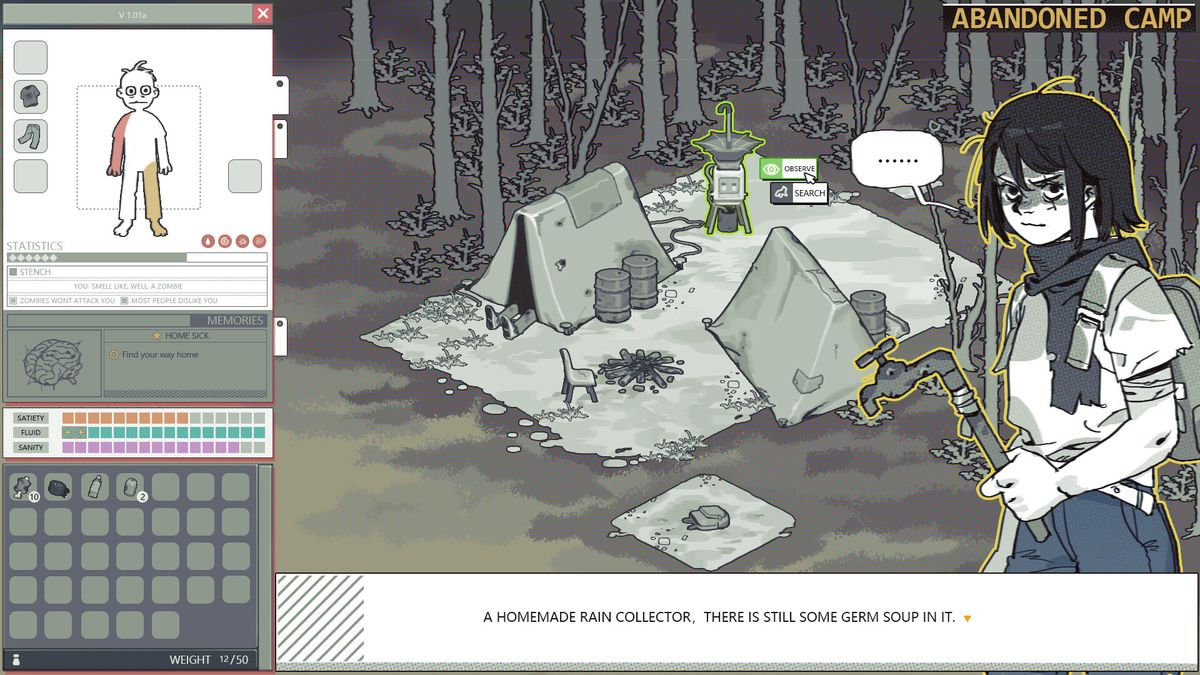 V 1.01a
ABANDONED CAMP
OBSERVE
SEARCH
......
STATISTICS
STENCH
YOU SMELL LIKE, WELL, A ZOMBIE
ZOMBIES WONT ATTACK YOU
MOST PEOPLE DISLIKE YOU
MEMORIES
HOME SICK
Find your way home
SATIETY
FLUID
SANITY
10
2
WEIGHT 12/50
A HOMEMADE RAIN COLLECTOR, THERE IS STILL SOME GERM SOUP IN IT.